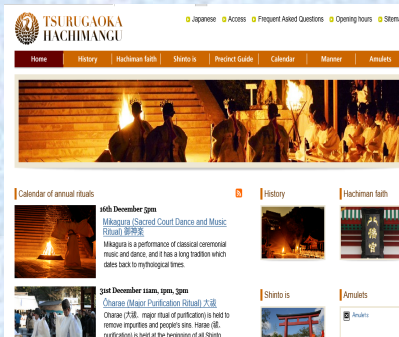 TSURUGAOKA
HACHIMANGU
Japanese Access Frequent Asked Questions Opening hours Sitem
Home History Hachiman faith Shinto is Precinct Guide Calendar Manner Amulets
Calendar of annual rituals
History
Hachiman faith
16th December 5pm
Mikagura (Sacred Court Dance and Music
Ritual) 御神楽
Mikagura is a performance of classical ceremonial
music and dance, and it has a long tradition which
dates back to mythological times.
八幡宮
31st December 11am, 1pm, 3pm
Ōharae (Major Purification Ritual) 大祓
Oharae (大祓, major ritual of purification) is held to
remove impurities and people's sins. Harae (祓,
purification) is held at the beginning of all Shinto
Shinto is
Amulets
Amulets